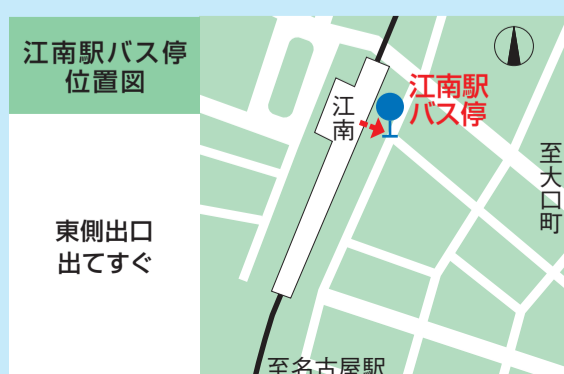 江南駅バス停
位置図
東側出口
出てすぐ
江南
江南駅
バス停
至大口町
至名古屋駅